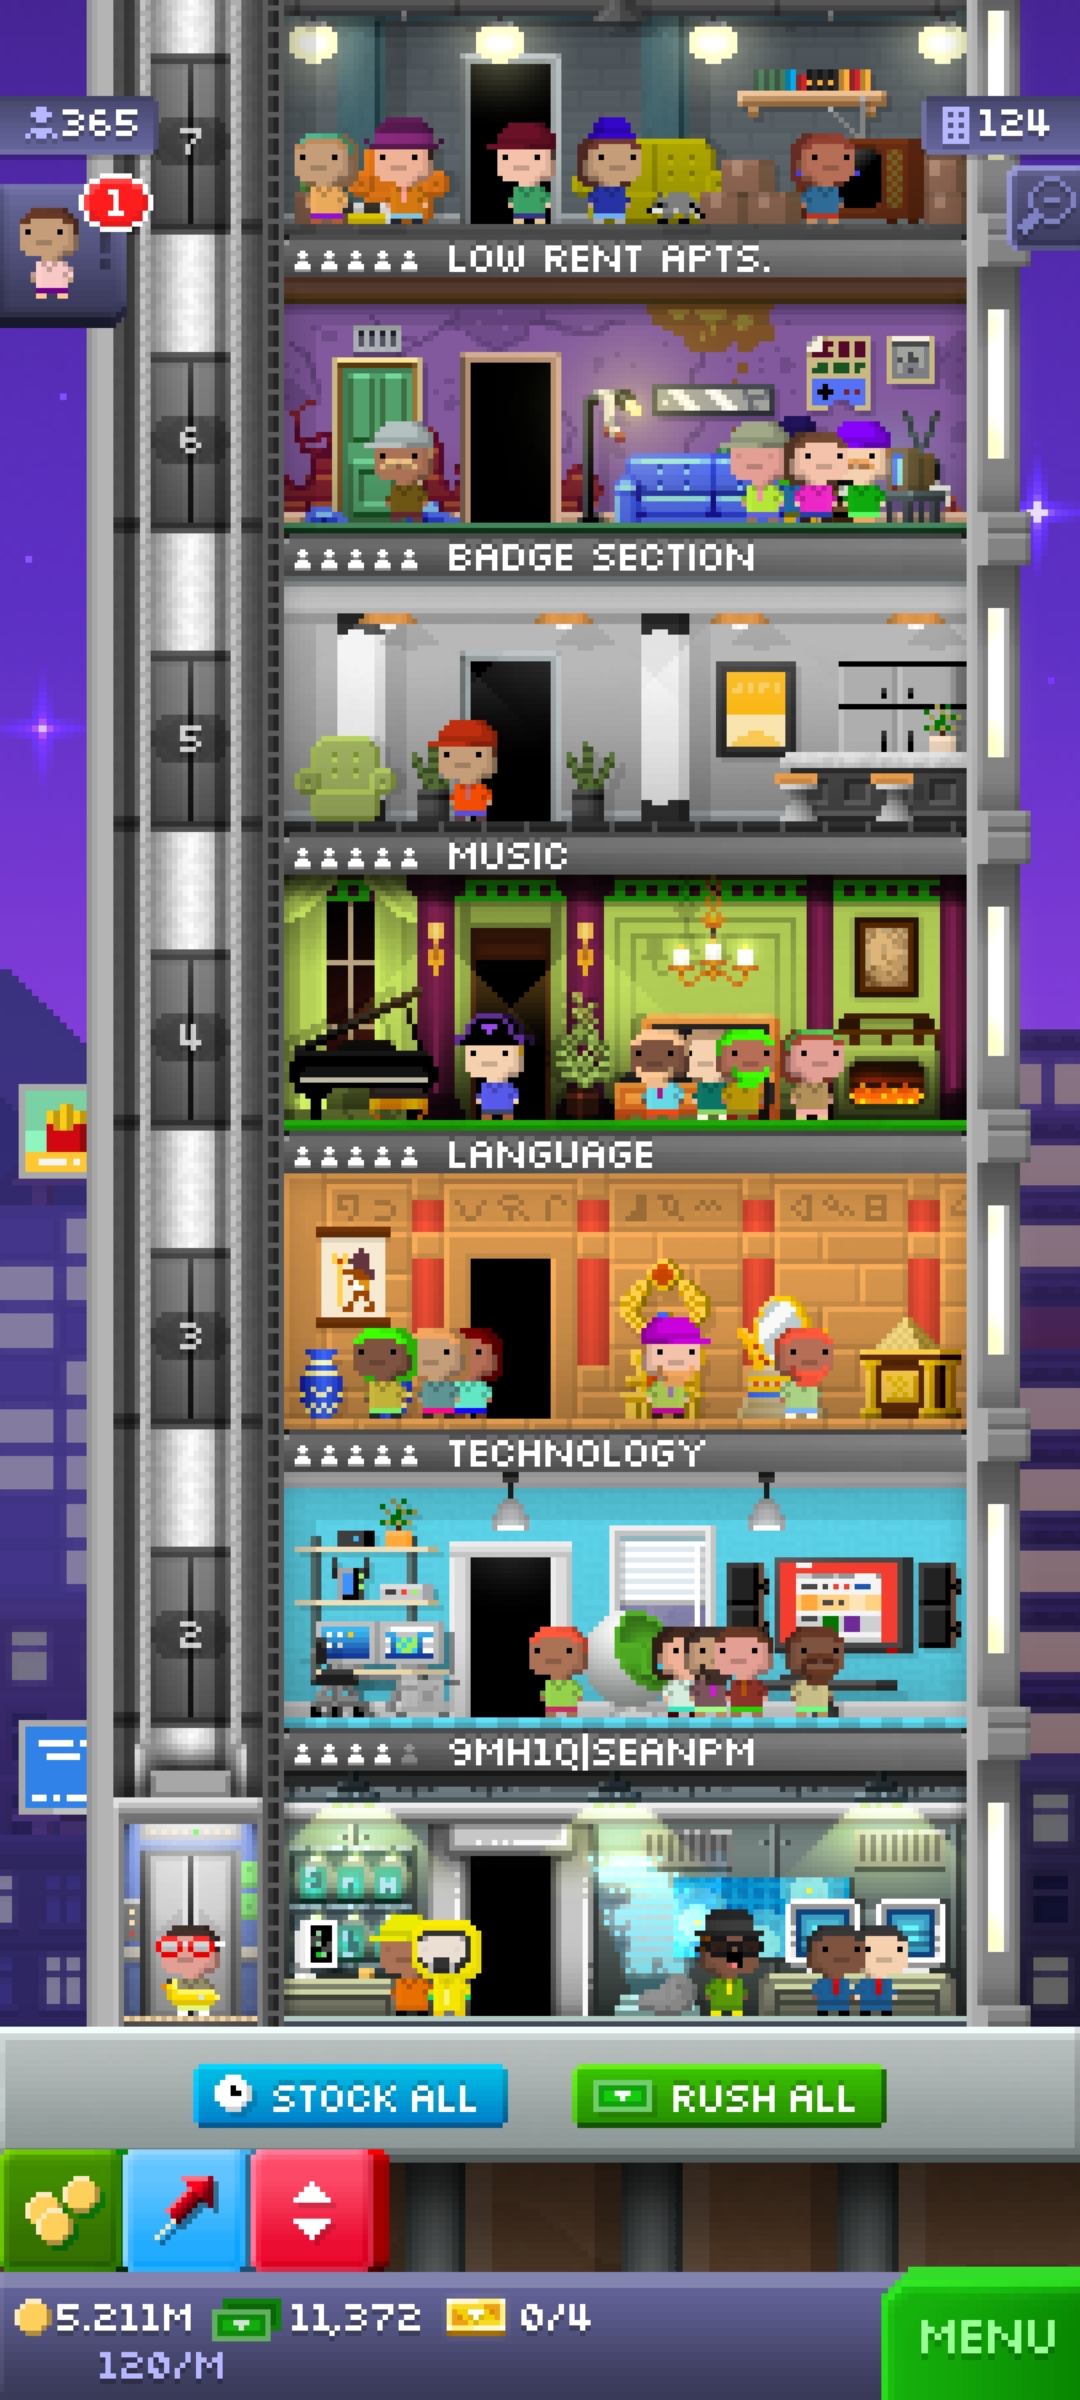 7
365
124
1
LOW RENT APTS.
6
BADGE SECTION
5
MUSIC
4
LANGUAGE
3
TECHNOLOGY
2
9MH1Q|SEANPM
STOCK ALL
RUSH ALL
5.211M
11,372
0/4
120/M
MENU